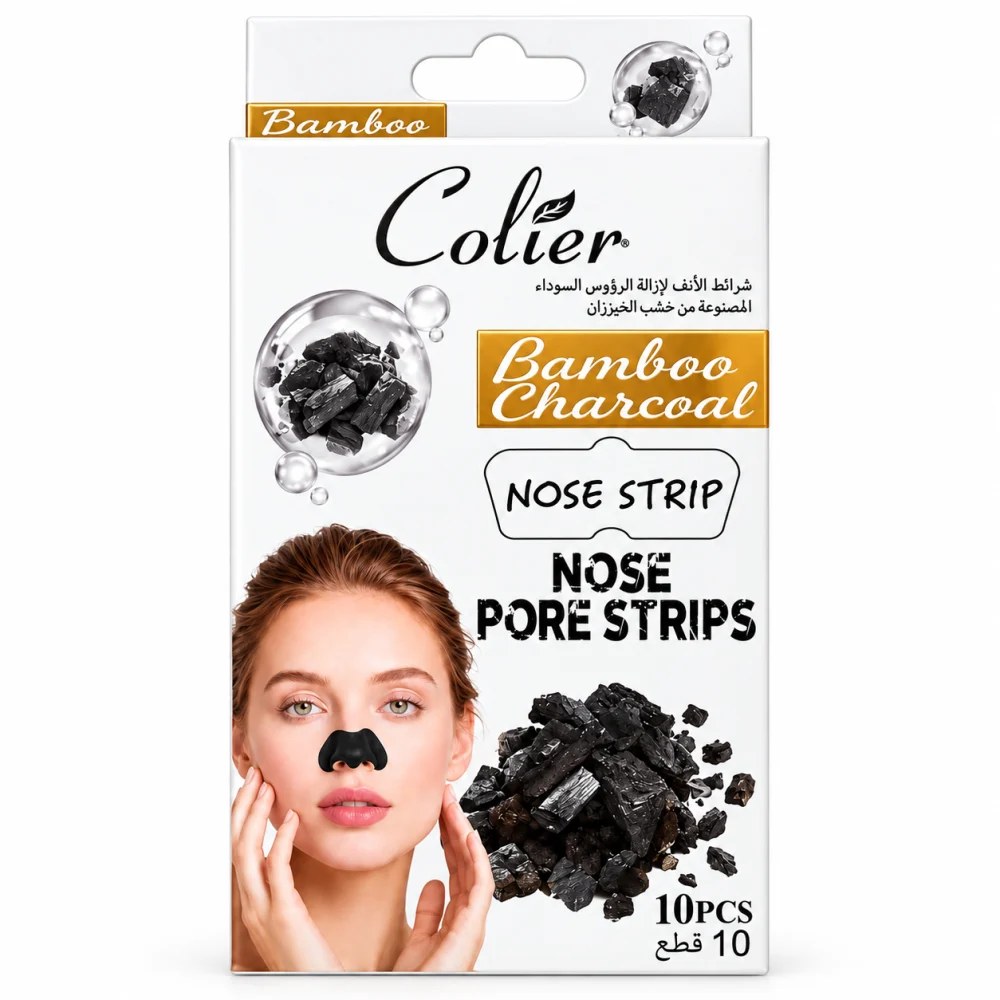 Bamboo
Colier®
شرائط الأنف لإزالة الرؤوس السوداء
المصنوعة من خشب الخيزران
Bamboo
Charcoal
NOSE STRIP
NOSE
PORE STRIPS
10PCS
10 قطع